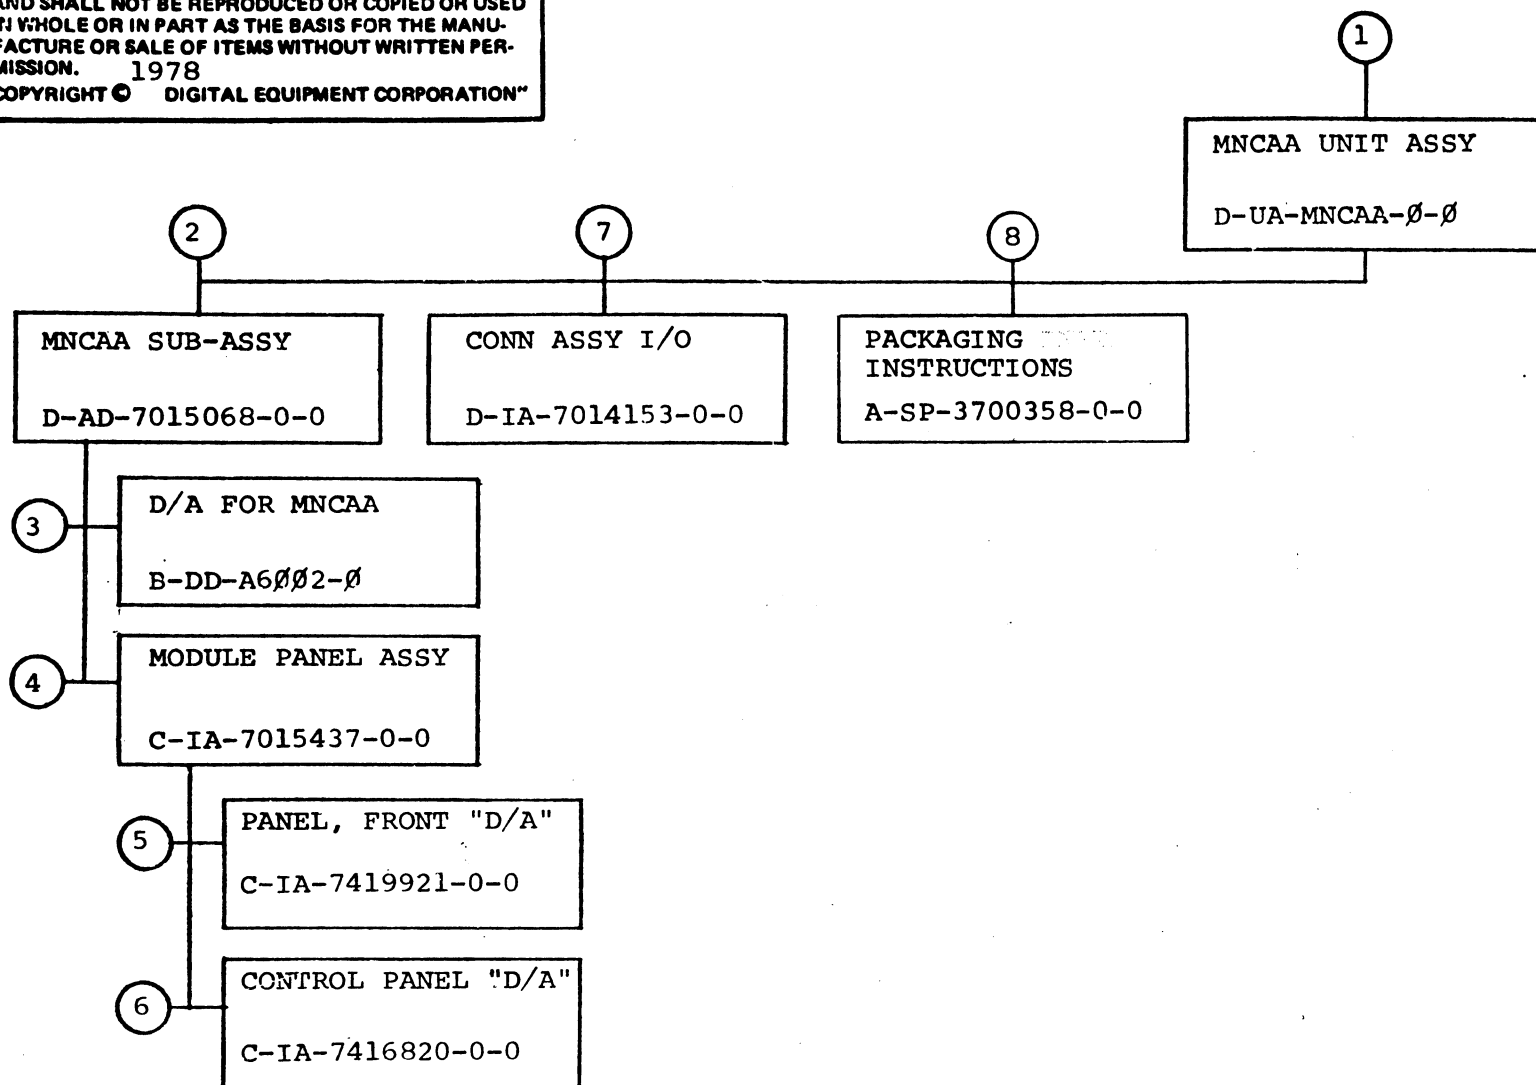 AND SHALL NOT BE REPRODUCED OR COPIED OR USED
IN WHOLE OR IN PART AS THE BASIS FOR THE MANU-
FACTURE OR SALE OF ITEMS WITHOUT WRITTEN PER-
MISSION. 1978
COPYRIGHT © DIGITAL EQUIPMENT CORPORATION"
1
MNCAA UNIT ASSY
D-UA-MNCAA-Ø-Ø
2
7
8
MNCAA SUB-ASSY
D-AD-7015068-0-0
CONN ASSY I/O
D-IA-7014153-0-0
PACKAGING
INSTRUCTIONS
A-SP-3700358-0-0
3
D/A FOR MNCAA
B-DD-A6ØØ2-Ø
4
MODULE PANEL ASSY
C-IA-7015437-0-0
5
PANEL, FRONT "D/A"
C-IA-7419921-0-0
6
CONTROL PANEL "D/A"
C-IA-7416820-0-0